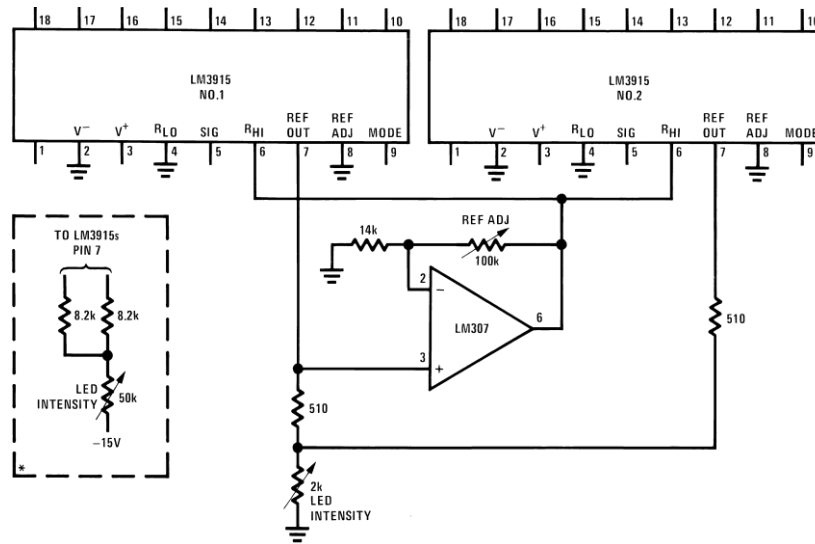 18 17 16 15 14 13 12 11 10
LM3915
NO.1
V− V+ RLO SIG RHI REF OUT REF ADJ MODE
1 2 3 4 5 6 7 8 9
18 17 16 15 14 13 12 11 10
LM3915
NO.2
V− V+ RLO SIG RHI REF OUT REF ADJ MODE
1 2 3 4 5 6 7 8 9
TO LM3915s
PIN 7
8.2k 8.2k
LED
INTENSITY
50k
−15V
*
14k
REF ADJ
100k
2
−
LM307
6
3
+
510
510
2k
LED
INTENSITY